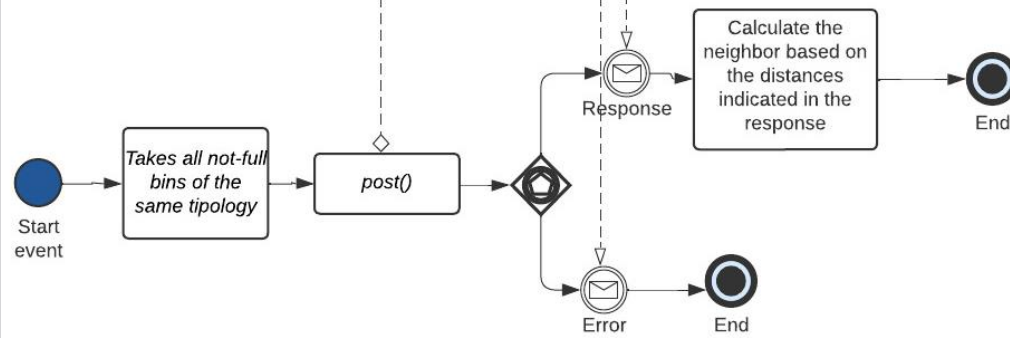 Calculate the
neighbor based on
the distances
indicated in the
response
Response
End
Takes all not-full
bins of the
same tipology
post()
Start
event
Error
End